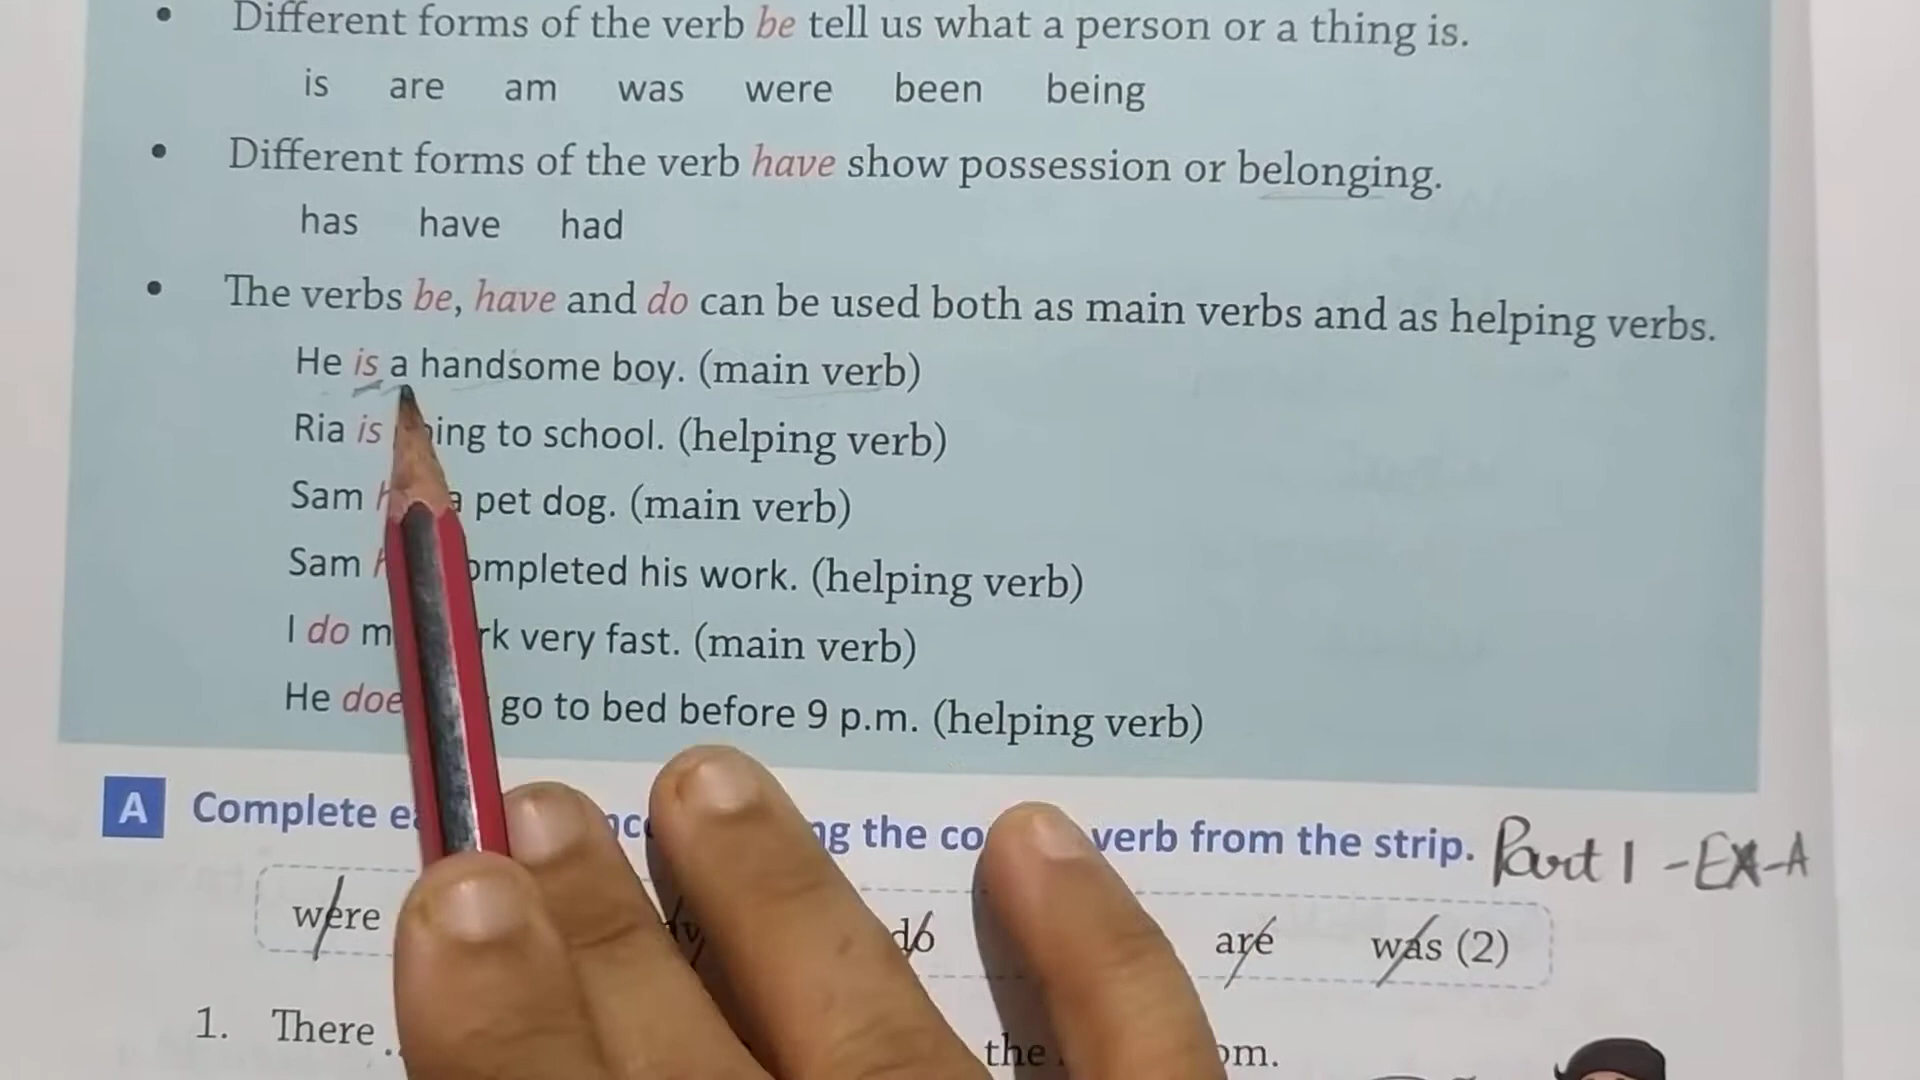 • Different forms of the verb be tell us what a person or a thing is.
is are am was were been being
• Different forms of the verb have show possession or belonging.
has have had
• The verbs be, have and do can be used both as main verbs and as helping verbs.
He is a handsome boy. (main verb)
Ria is to school. (helping verb)
Sam a pet dog. (main verb)
Sam his work. (helping verb)
I do very fast. (main verb)
He go to bed before 9 p.m. (helping verb)
A Complete the verb from the strip. Part 1 - EX-A
were do are was (2)
1. There the